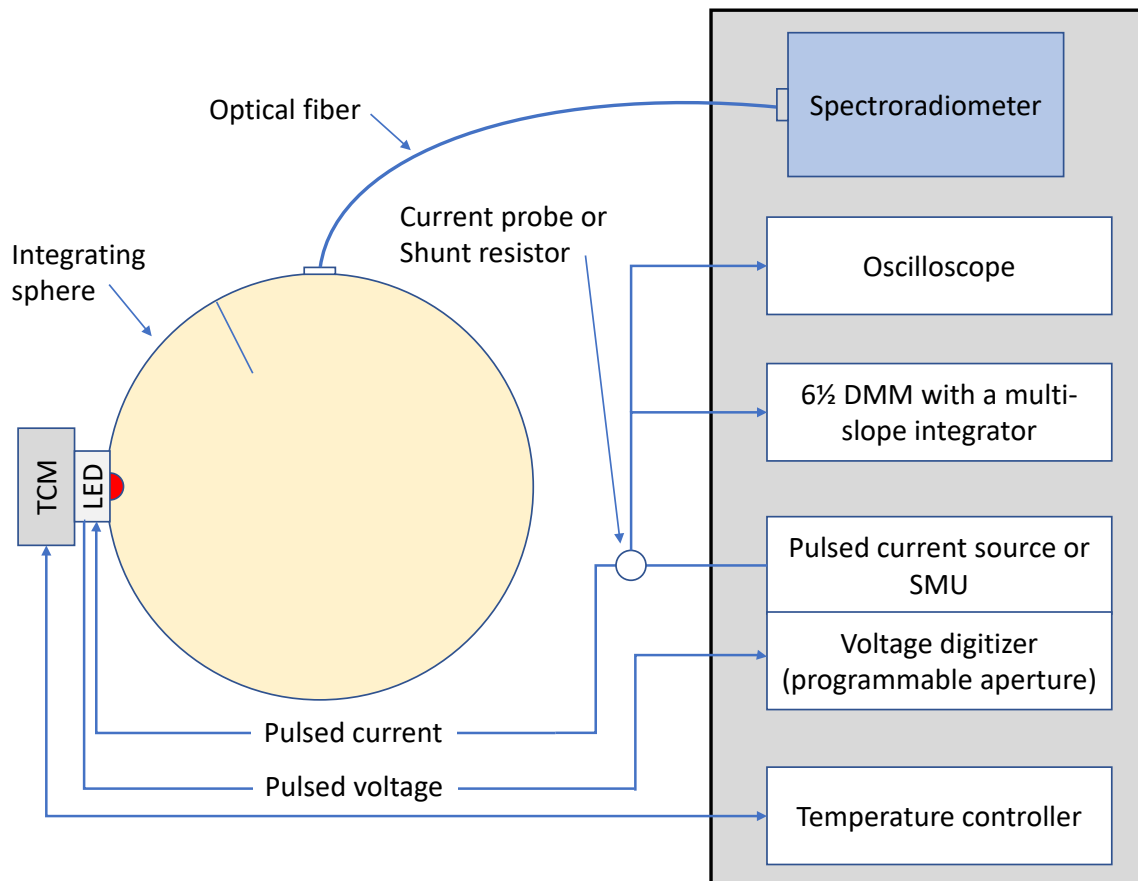 Optical fiber
Spectroradiometer
Current probe or
Shunt resistor
Integrating
sphere
Oscilloscope
6½ DMM with a multi-
slope integrator
TCM
LED
Pulsed current source or
SMU
Voltage digitizer
(programmable aperture)
Pulsed current
Pulsed voltage
Temperature controller